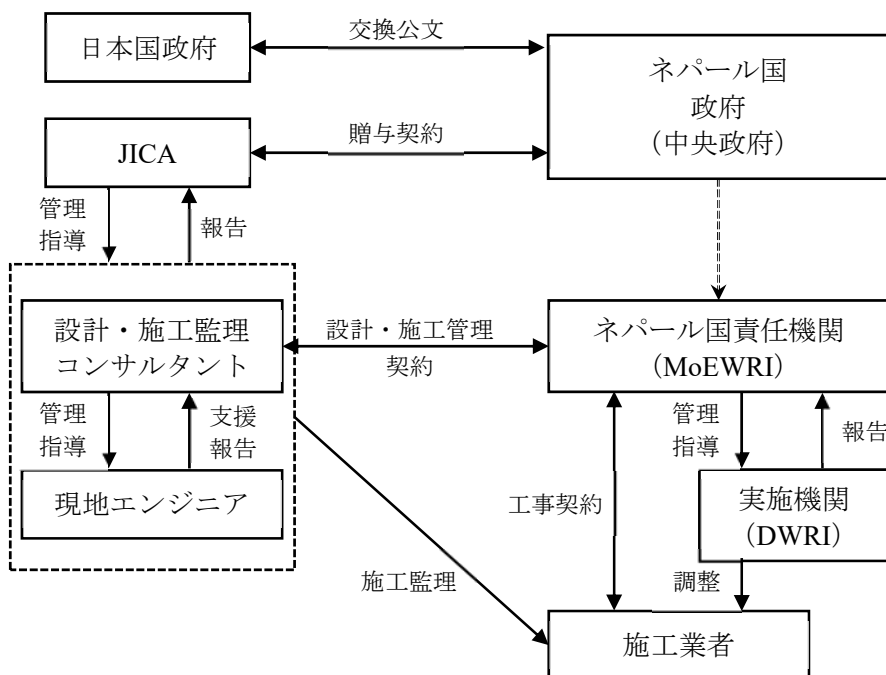 日本国政府
交換公文
ネパール国
政府
（中央政府）
JICA
贈与契約
管理
指導
報告
設計・施工監理
コンサルタント
設計・施工管理
契約
ネパール国責任機関
(MoEWRI)
管理
指導
支援
報告
管理
指導
報告
現地エンジニア
工事契約
実施機関
（DWRI）
施工監理
調整
施工業者